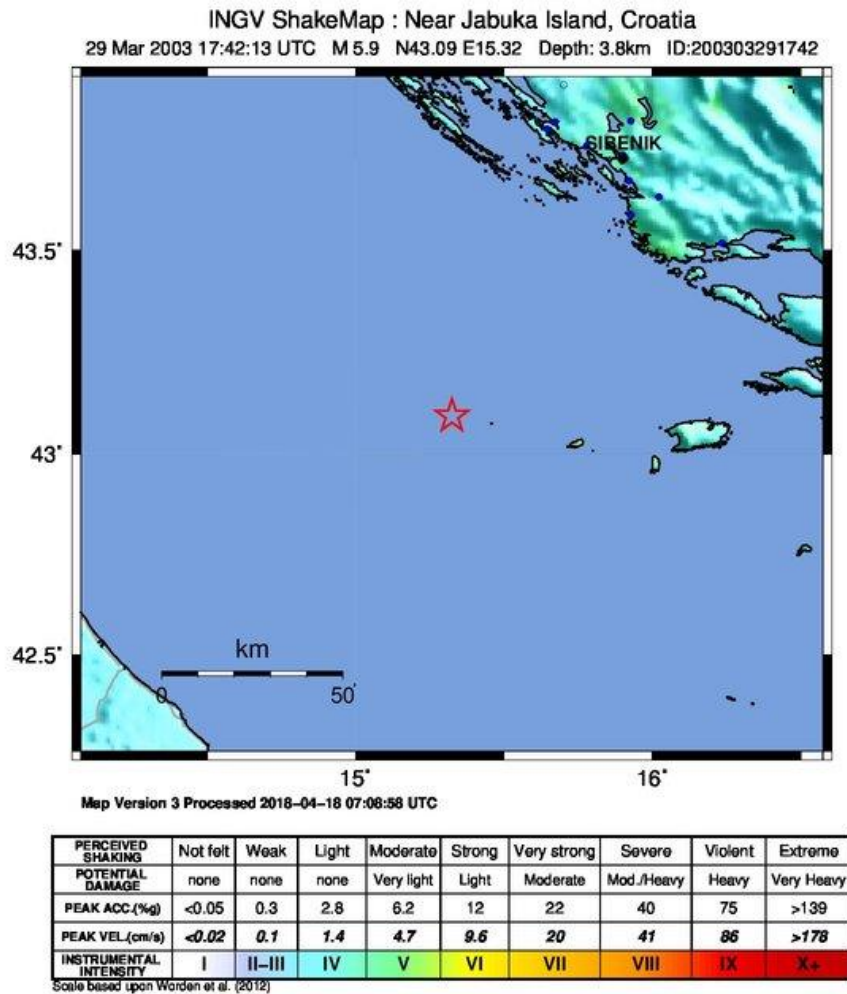 INGV ShakeMap : Near Jabuka Island, Croatia
29 Mar 2003 17:42:13 UTC M 5.9 N43.09 E15.32 Depth: 3.8km ID:200303291742
SIBENIK
43.5˚
43˚
km
42.5˚
0 50
15˚ 16˚
Map Version 3 Processed 2018–04–18 07:08:58 UTC
PERCEIVED SHAKING Not felt Weak Light Moderate Strong Very strong Severe Violent Extreme
POTENTIAL DAMAGE none none none Very light Light Moderate Mod./Heavy Heavy Very Heavy
PEAK ACC.(%g) <0.05 0.3 2.8 6.2 12 22 40 75 >139
PEAK VEL.(cm/s) <0.02 0.1 1.4 4.7 9.6 20 41 86 >178
INSTRUMENTAL INTENSITY I II–III IV V VI VII VIII IX X+
Scale based upon Worden et al. (2012)